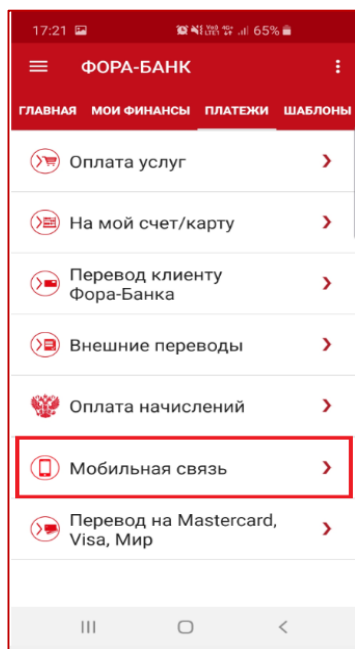 17:21 65%
ФОРА-БАНК
ГЛАВНАЯ МОИ ФИНАНСЫ ПЛАТЕЖИ ШАБЛОНЫ
Оплата услуг
На мой счет/карту
Перевод клиенту
Фора-Банка
Внешние переводы
Оплата начислений
Мобильная связь
Перевод на Mastercard,
Visa, Мир